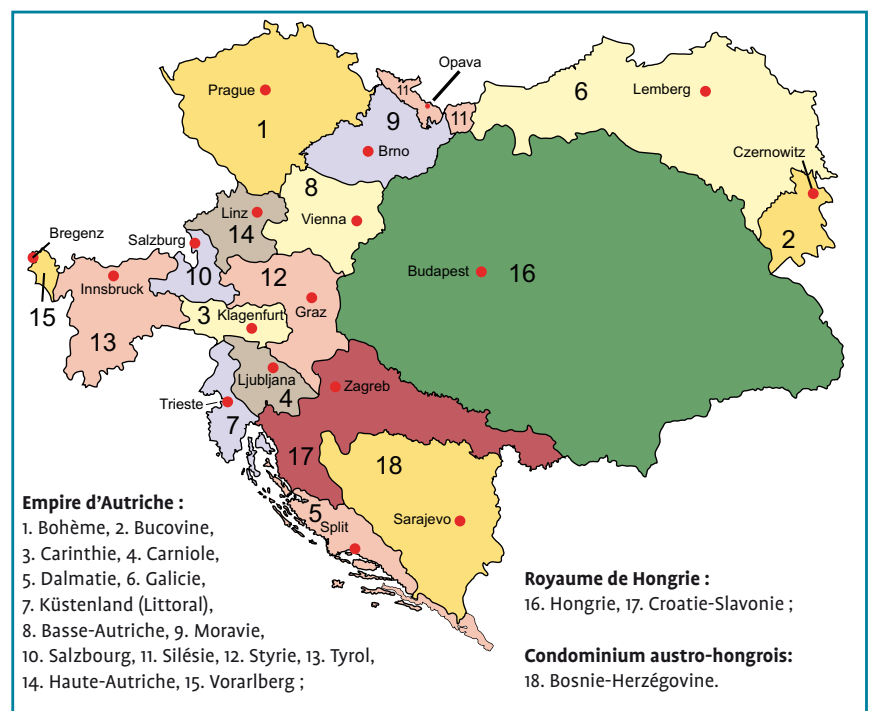 Opava
6
11
Prague
Lemberg
11
9
1
Brno
Czernowitz
8
Linz
Vienna
Bregenz
Salzburg
14
2
Budapest
16
10
12
Innsbruck
15
3
Klagenfurt
Graz
13
Ljubljana
Zagreb
Trieste
4
7
17
18
5
Split
Sarajevo
Empire d’Autriche :
1. Bohème, 2. Bucovine,
3. Carinthie, 4. Carniole,
5. Dalmatie, 6. Galicie,
7. Küstenland (Littoral),
8. Basse-Autriche, 9. Moravie,
10. Salzbourg, 11. Silésie, 12. Styrie, 13. Tyrol,
14. Haute-Autriche, 15. Vorarlberg ;
Royaume de Hongrie :
16. Hongrie, 17. Croatie-Slavonie ;
Condominium austro-hongrois:
18. Bosnie-Herzégovine.